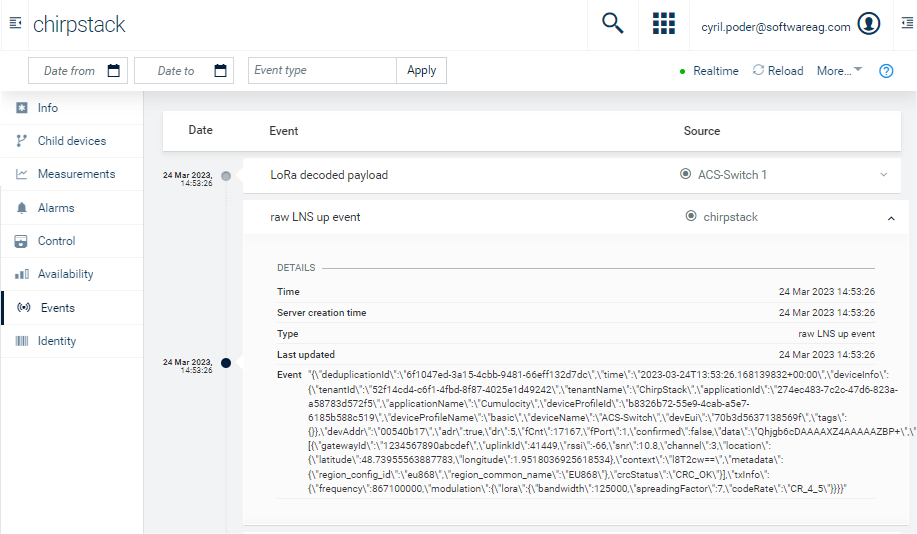 chirpstack
cyril.poder@softwareag.com
Date from
Date to
Event type
Apply
Realtime
Reload
More...
Info
Child devices
Measurements
Alarms
Control
Availability
Events
Identity
Date Event Source
24 Mar 2023,
14:53:26
LoRa decoded payload ACS-Switch 1
raw LNS up event chirpstack
DETAILS
Time 24 Mar 2023 14:53:26
Server creation time 24 Mar 2023 14:53:26
Type raw LNS up event
Last updated 24 Mar 2023 14:53:26
24 Mar 2023,
14:53:26
Event "{\"deduplicationId\":\"6f1047ed-3a15-4cbb-9481-66eff132d7dc\",\"time\":\"2023-03-24T13:53:26.168139832+00:00\",\"deviceInfo\":
{\"tenantId\":\"52f14cd4-c6f1-4fbd-8f87-4025e1d49242\",\"tenantName\":\"ChirpStack\",\"applicationId\":\"274ec483-7c2c-47d6-823a-
a58783d572f5\",\"applicationName\":\"Cumulocity\",\"deviceProfileId\":\"b8326b72-55e9-4cab-a5e7-
6185b588c519\",\"deviceProfileName\":\"basic\",\"deviceName\":\"ACS-Switch\",\"devEui\":\"70b3d5637138569f\",\"tags\":
{}},\"devAddr\":\"00540b17\",\"adr\":true,\"dr\":5,\"fCnt\":17167,\"fPort\":1,\"confirmed\":false,\"data\":\"Qhjgb6cDAAAAXZ4AAAAAZBP+\",\"
[{\"gatewayId\":\"1234567890abcdef\",\"uplinkId\":41449,\"rssi\":-66,\"snr\":10.8,\"channel\":3,\"location\":
{\"latitude\":48.73955563887783,\"longitude\":1.9518036925618534},\"context\":\"l8T2cw==\",\"metadata\":
{\"region_config_id\":\"eu868\",\"region_common_name\":\"EU868\"},\"crcStatus\":\"CRC_OK\"}],\"txInfo\":
{\"frequency\":867100000,\"modulation\":{\"lora\":{\"bandwidth\":125000,\"spreadingFactor\":7,\"codeRate\":\"CR_4_5\"}}}}"